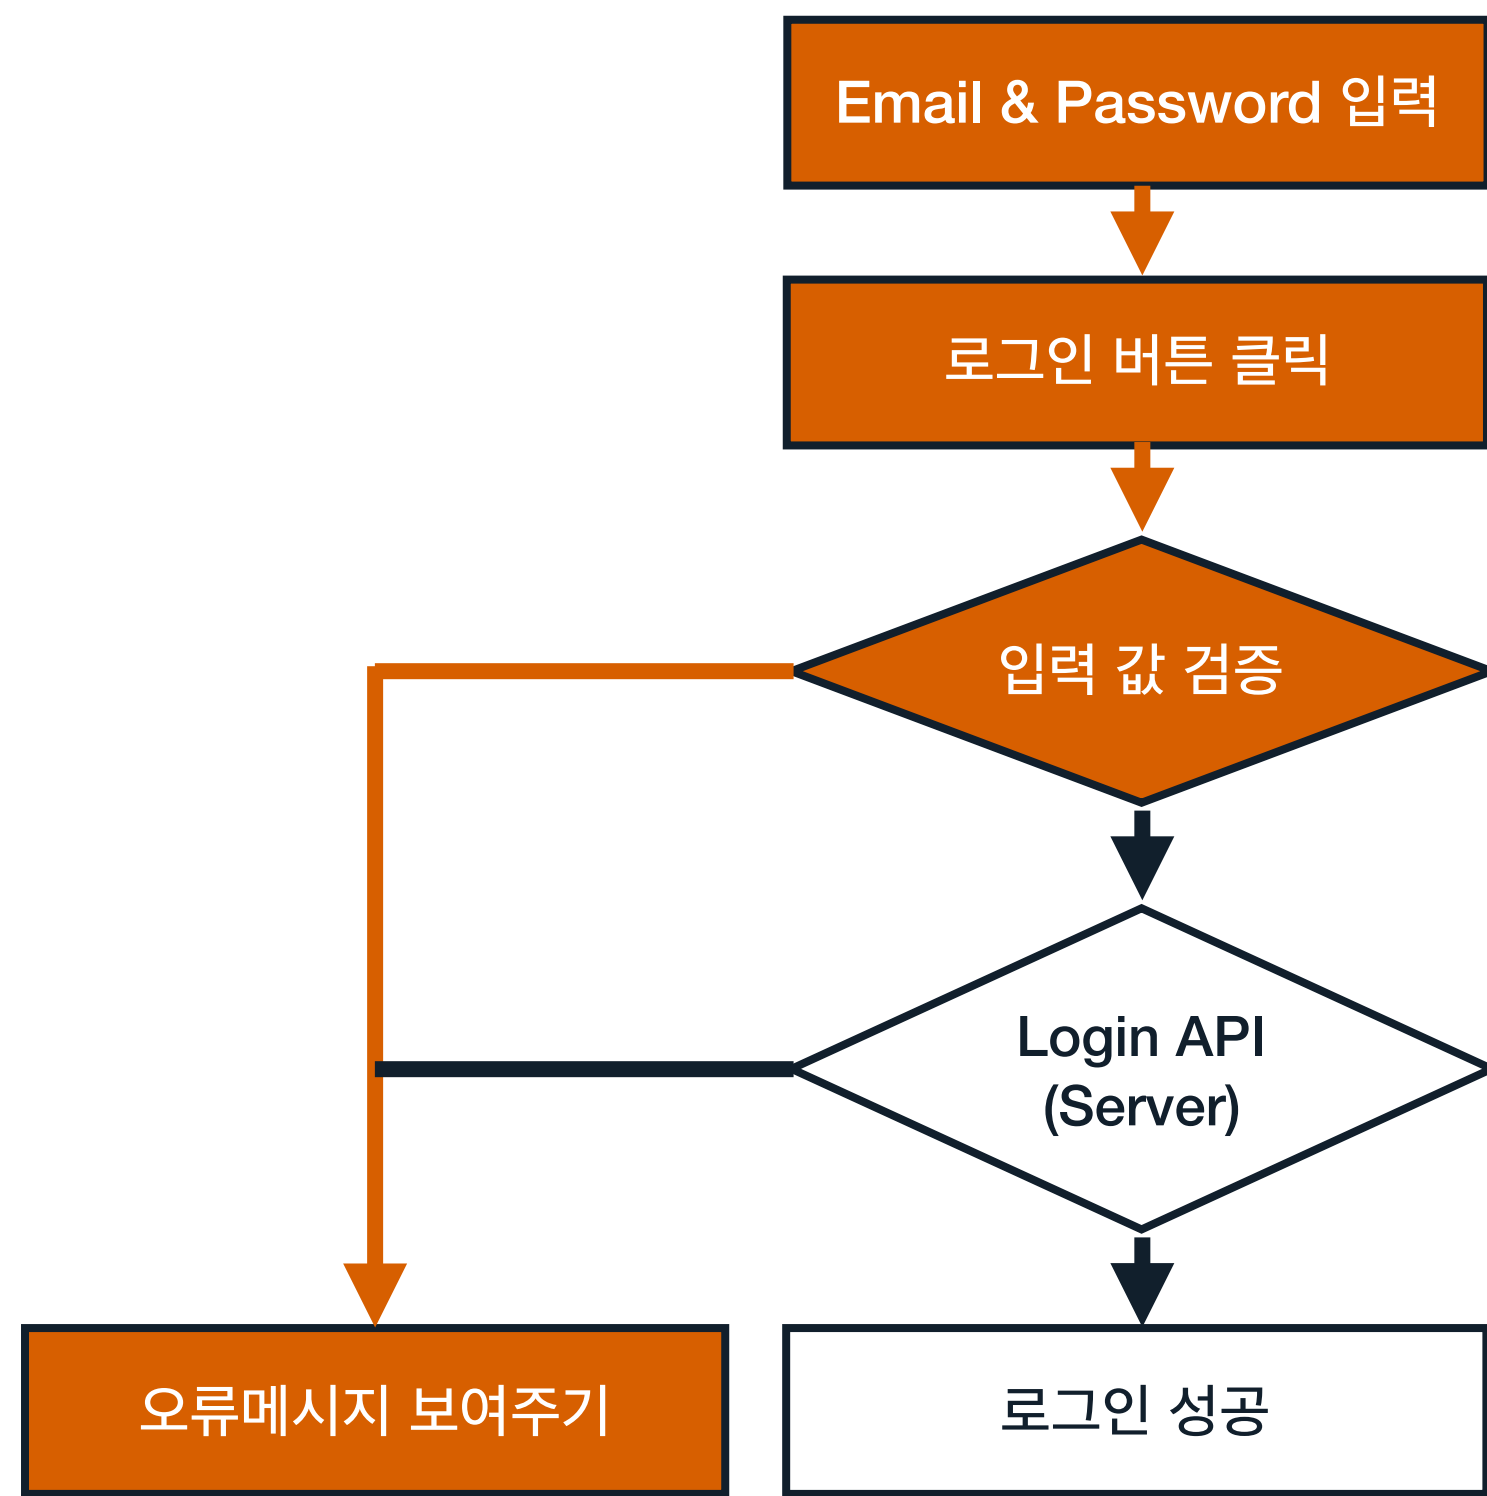 Email & Password 입력
로그인 버튼 클릭
입력 값 검증
Login API
(Server)
오류메시지 보여주기
로그인 성공